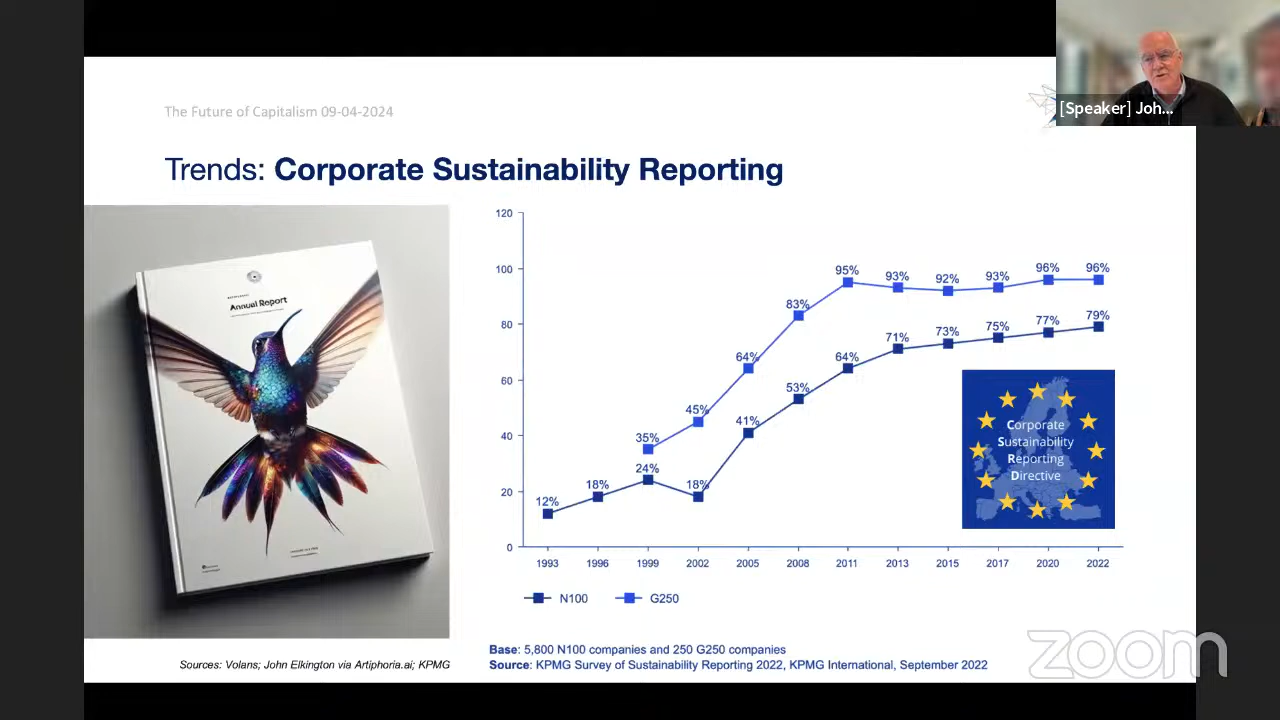 [Speaker] Joh...
The Future of Capitalism 09-04-2024
Trends: Corporate Sustainability Reporting
Annual Report
120
100
80
60
40
20
0
95%
93%
92%
93%
96%
96%
83%
64%
45%
35%
79%
77%
75%
73%
71%
64%
53%
41%
18%
24%
18%
12%
1993
1996
1999
2002
2005
2008
2011
2013
2015
2017
2020
2022
N100
G250
Corporate
Sustainability
Reporting
Directive
Sources: Volans; John Elkington via Artiphoria.ai; KPMG
Base: 5,800 N100 companies and 250 G250 companies
Source: KPMG Survey of Sustainability Reporting 2022, KPMG International, September 2022
zoom